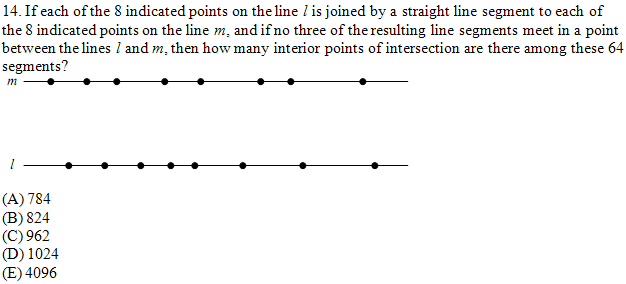 14. If each of the 8 indicated points on the line l is joined by a straight line segment to each of
the 8 indicated points on the line m, and if no three of the resulting line segments meet in a point
between the lines l and m, then how many interior points of intersection are there among these 64
segments?
m
l
(A) 784
(B) 824
(C) 962
(D) 1024
(E) 4096